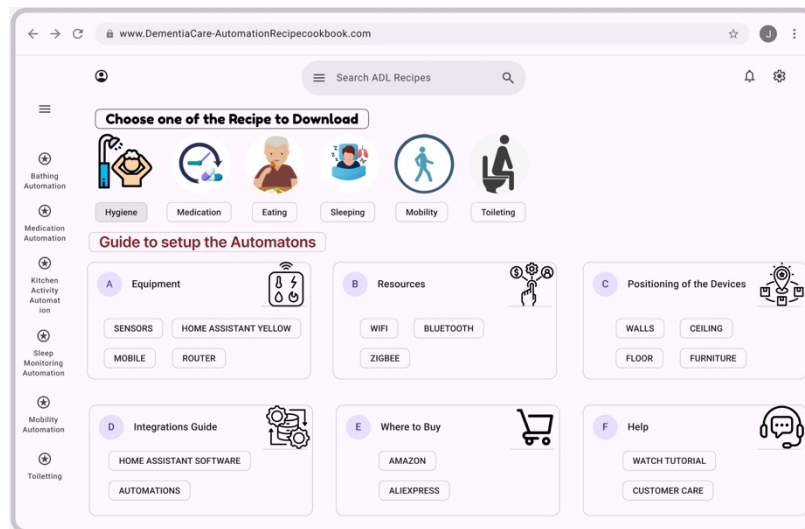 www.DementiaCare-AutomationRecipecookbook.com
J
Search ADL Recipes
Choose one of the Recipe to Download
Hygiene
Medication
Eating
Sleeping
Mobility
Toileting
Bathing
Automation
Medication
Automation
Kitchen
Activity
Automat
ion
Sleep
Monitoring
Automation
Mobility
Automation
Toiletting
Guide to setup the Automatons
A Equipment
SENSORS HOME ASSISTANT YELLOW
MOBILE ROUTER
B Resources
WIFI BLUETOOTH
ZIGBEE
C Positioning of the Devices
WALLS CEILING
FLOOR FURNITURE
D Integrations Guide
HOME ASSISTANT SOFTWARE
AUTOMATIONS
E Where to Buy
AMAZON
ALIEXPRESS
F Help
WATCH TUTORIAL
CUSTOMER CARE